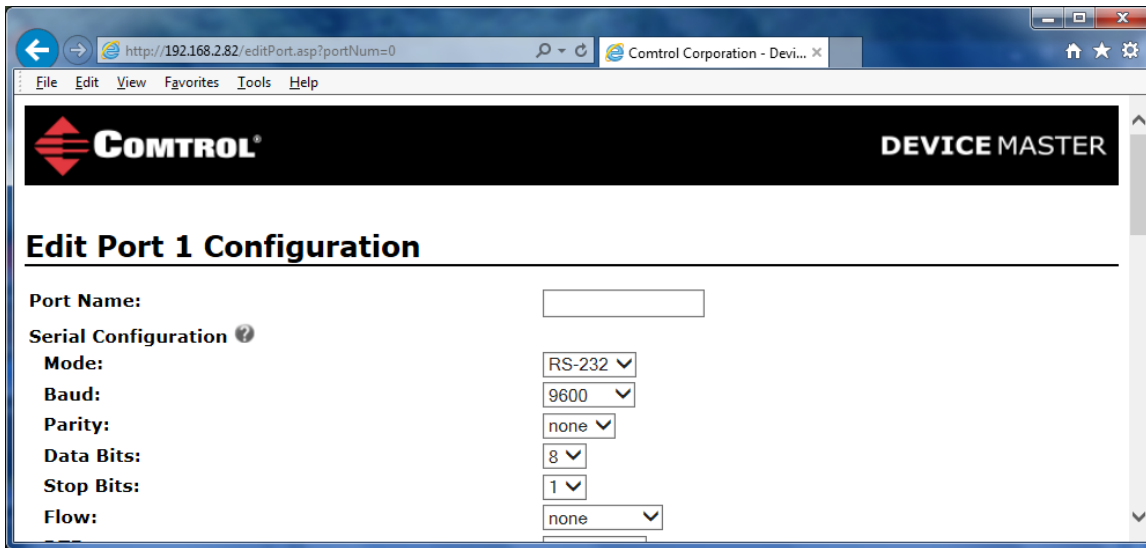 http://192.168.2.82/editPort.asp?portNum=0
Comtrol Corporation - Devi...
File Edit View Favorites Tools Help
COMTROL®
DEVICEMASTER
Edit Port 1 Configuration
Port Name:
Serial Configuration ?
Mode: RS-232
Baud: 9600
Parity: none
Data Bits: 8
Stop Bits: 1
Flow: none